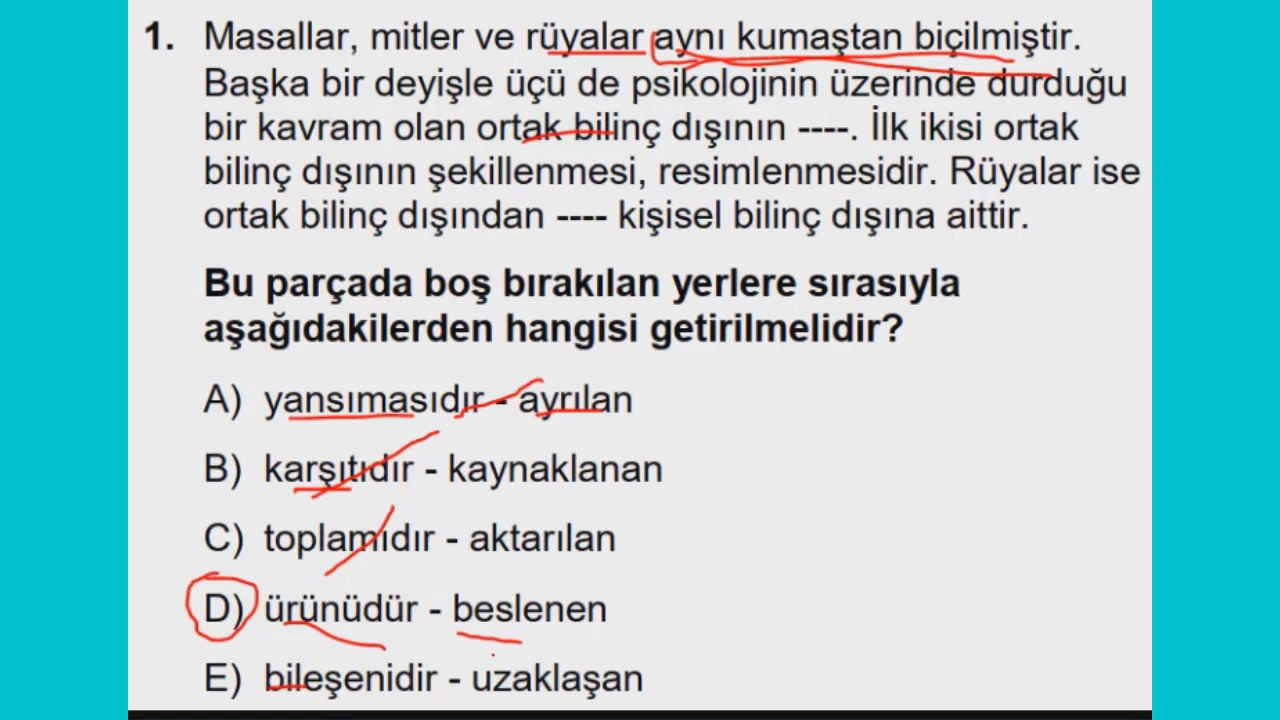 1. Masallar, mitler ve rüyalar aynı kumaştan biçilmiştir.
Başka bir deyişle üçü de psikolojinin üzerinde durduğu
bir kavram olan ortak bilinç dışının ----. İlk ikisi ortak
bilinç dışının şekillenmesi, resimlenmesidir. Rüyalar ise
ortak bilinç dışından ---- kişisel bilinç dışına aittir.
Bu parçada boş bırakılan yerlere sırasıyla
aşağıdakilerden hangisi getirilmelidir?
A) yansımasıdır - ayrılan
B) karşıtıdır - kaynaklanan
C) toplamıdır - aktarılan
D) ürünüdür - beslenen
E) bileşenidir - uzaklaşan